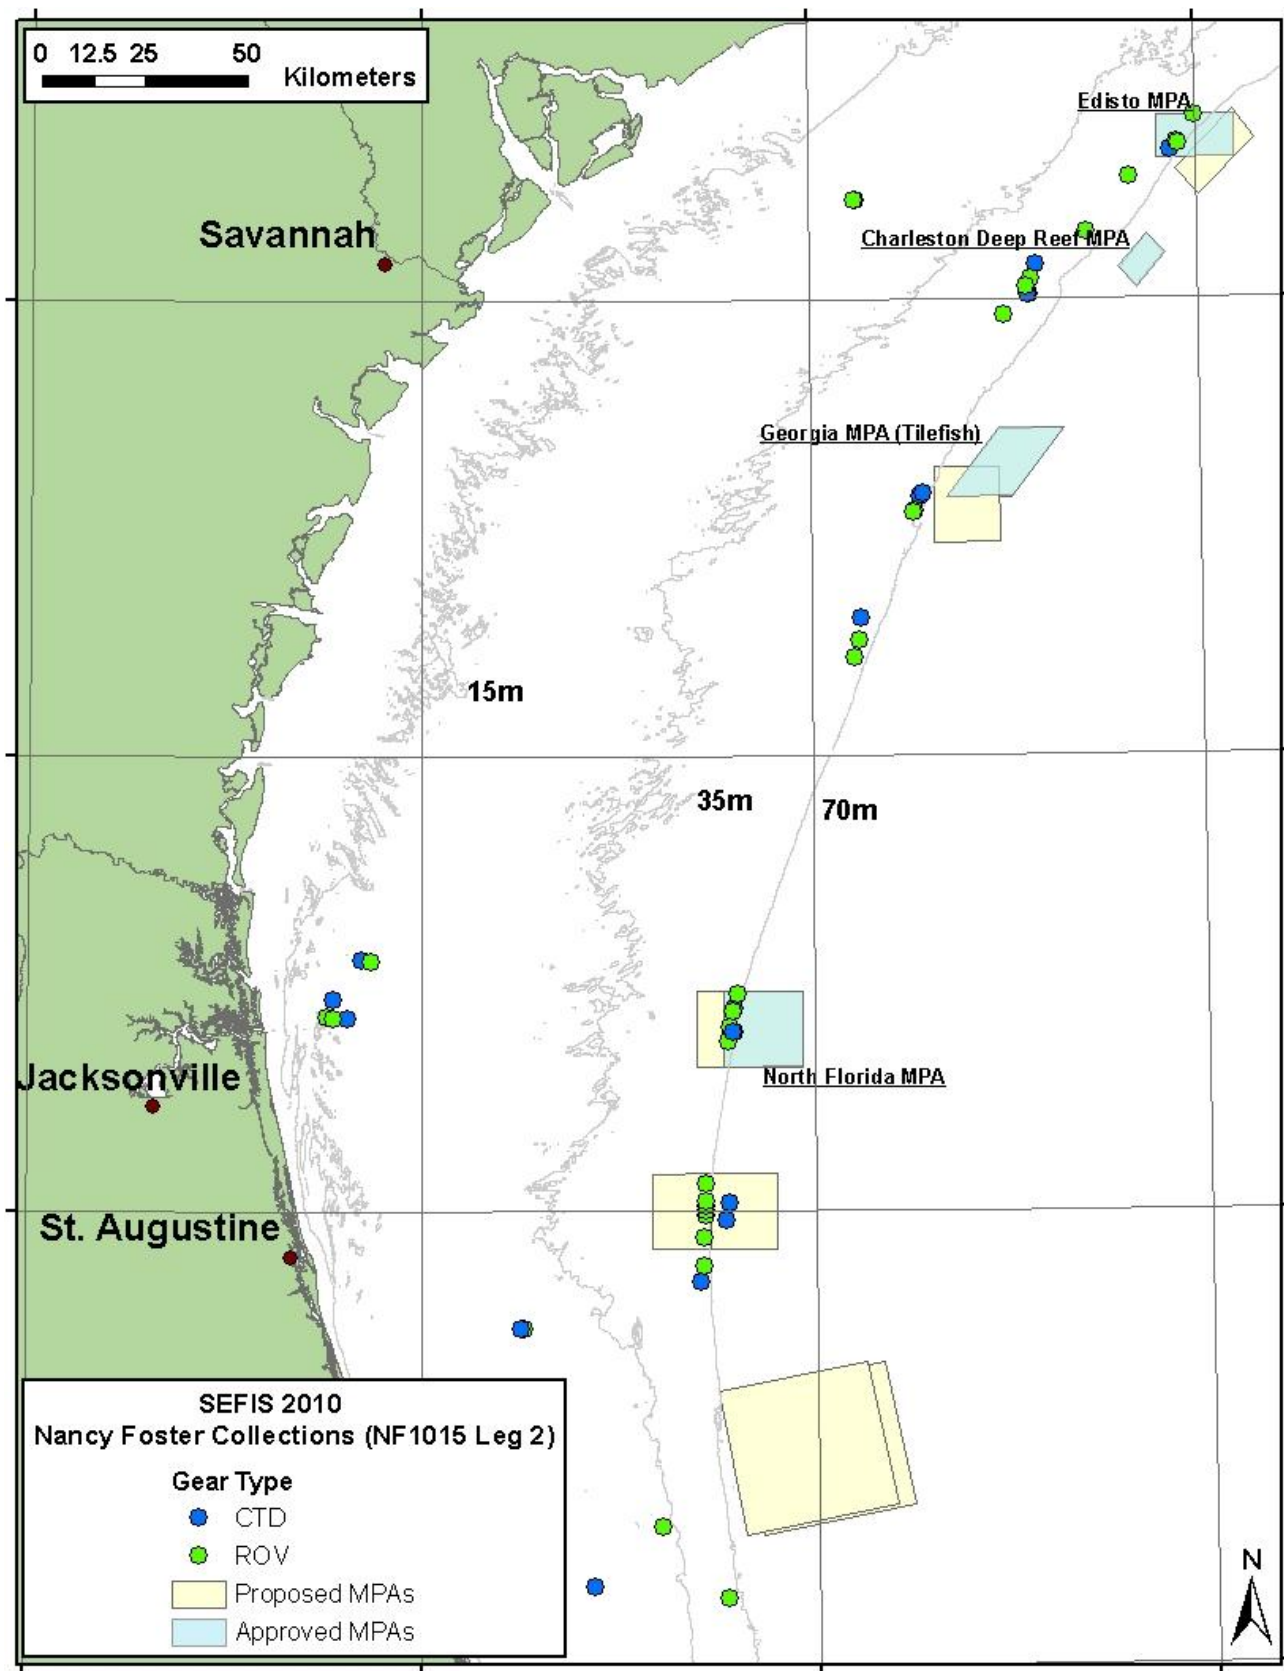 0 12.5 25 50
Kilometers
Edisto MPA
Savannah
Charleston Deep Reef MPA
Georgia MPA (Tilefish)
15m
35m
70m
Jacksonville
North Florida MPA
St. Augustine
SEFIS 2010
Nancy Foster Collections (NF1015 Leg 2)
Gear Type
CTD
ROV
Proposed MPAs
Approved MPAs
N